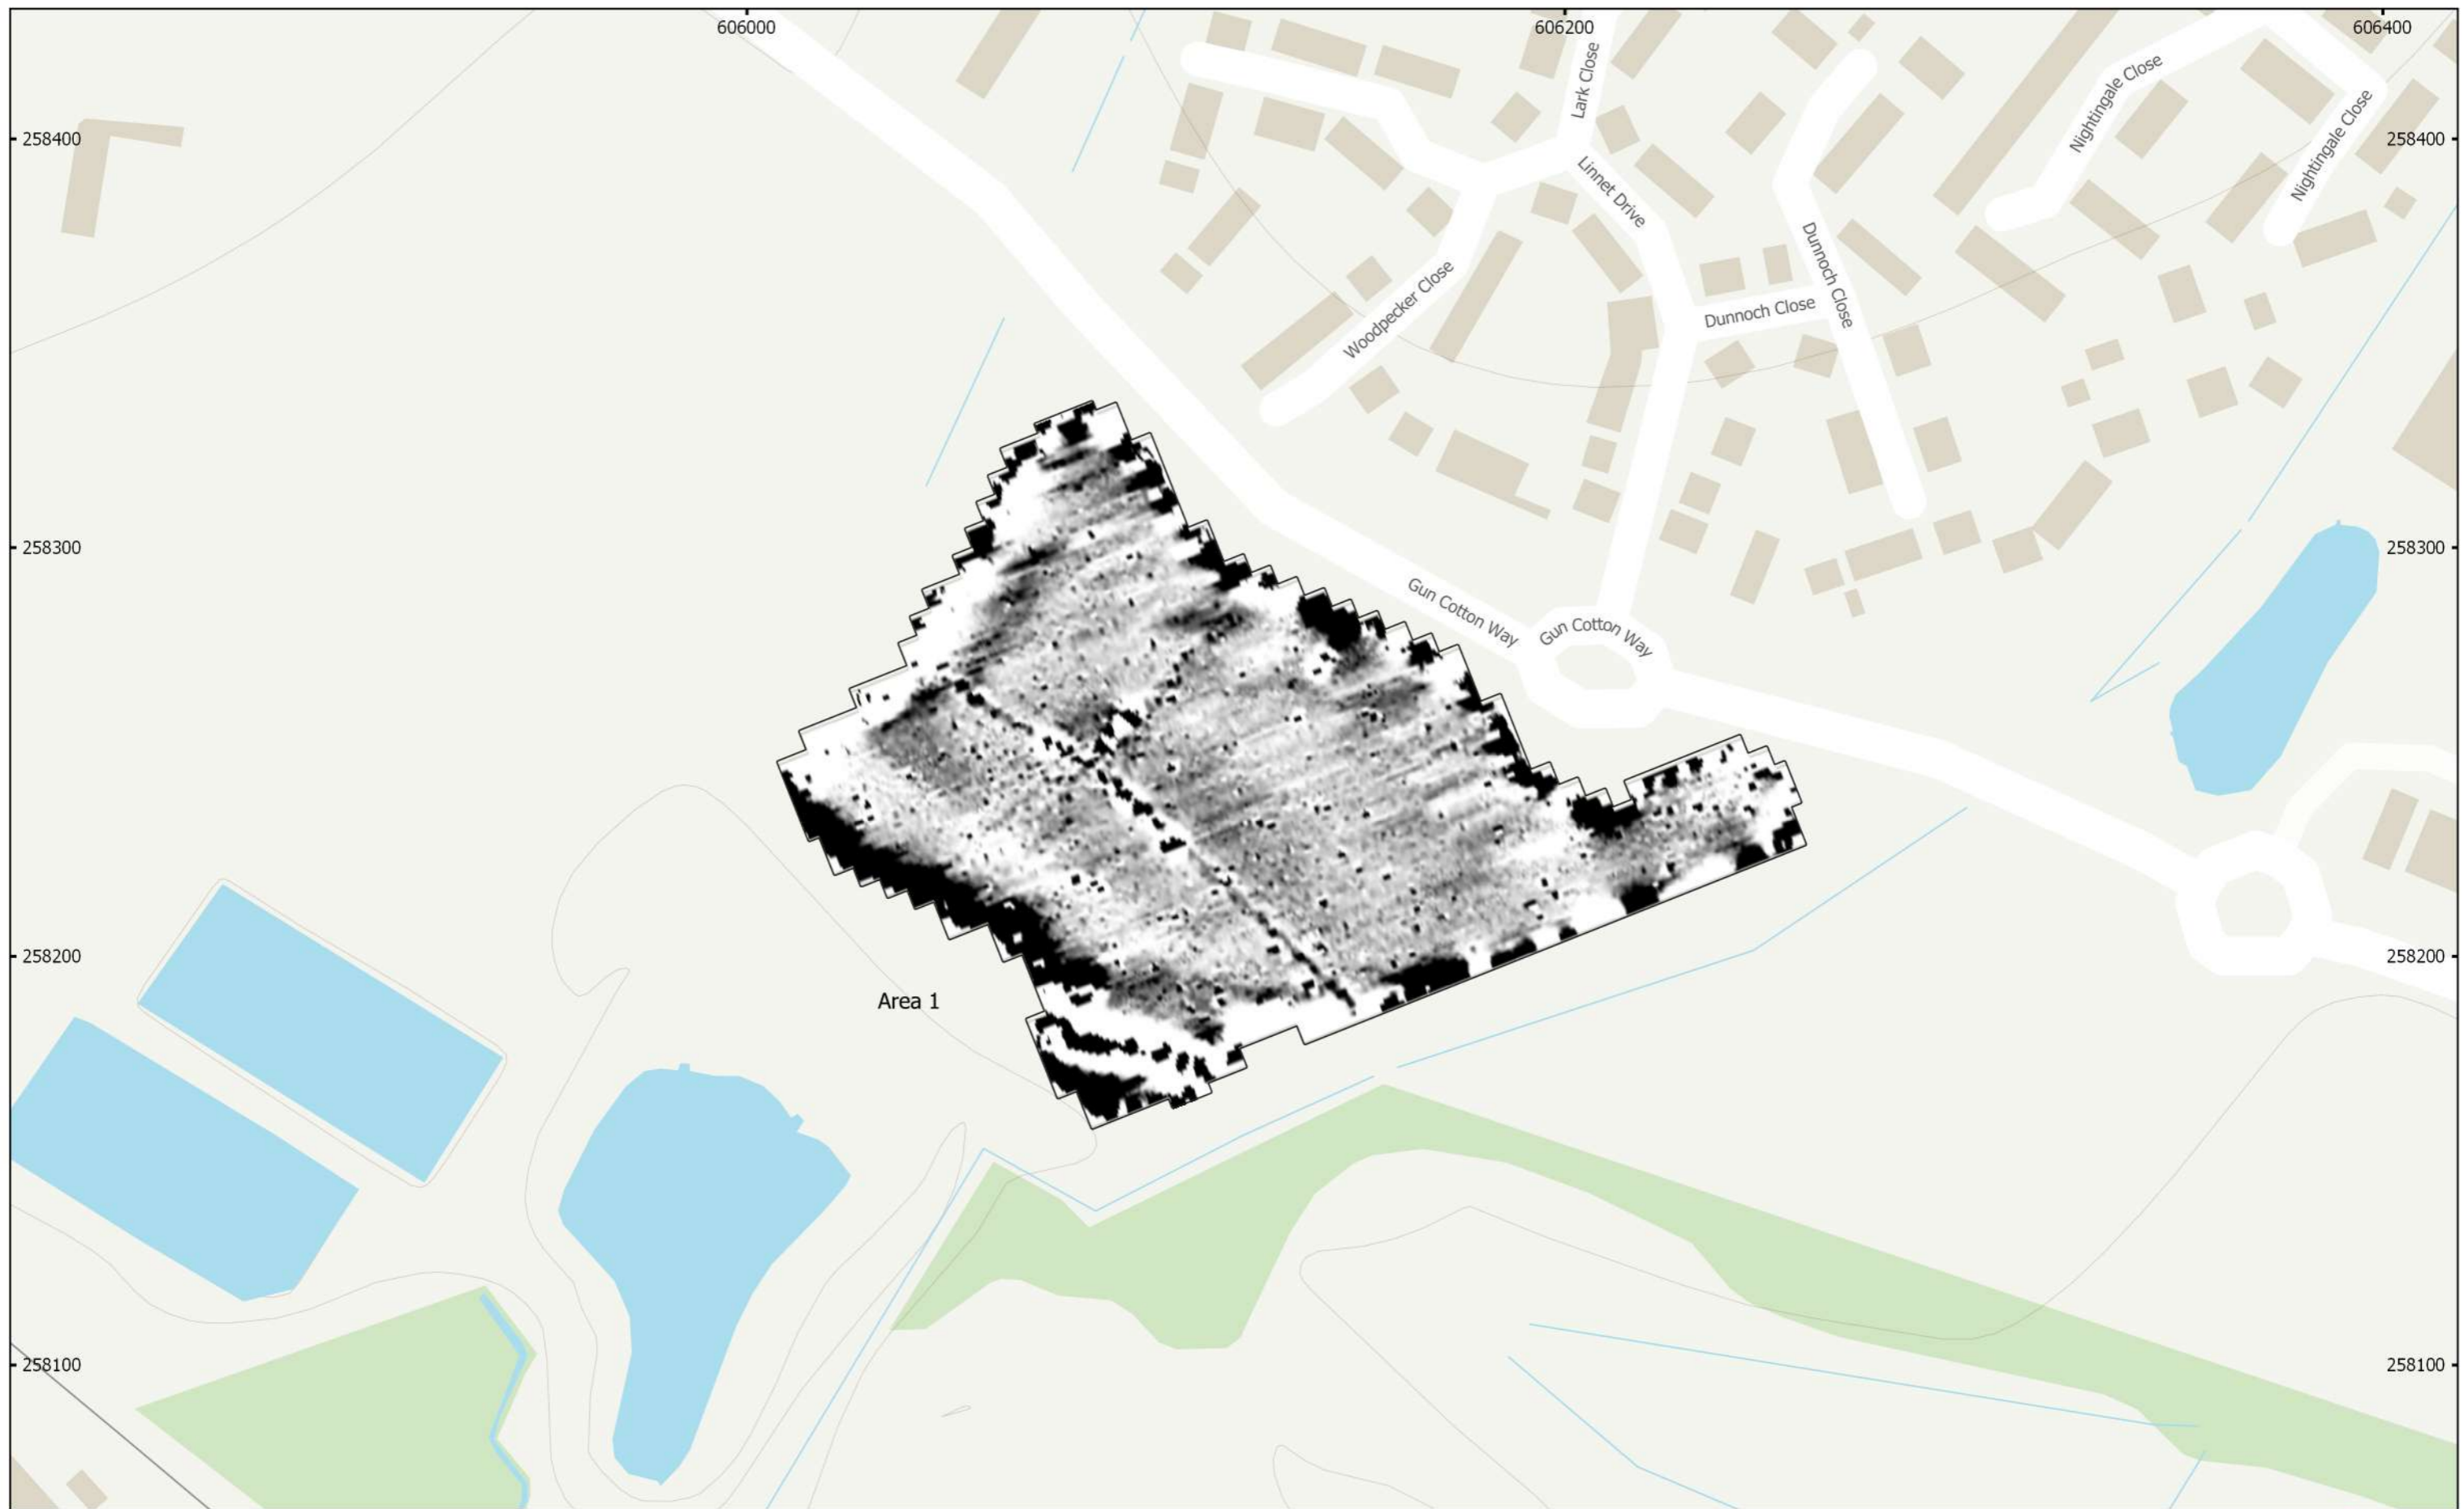 606000
606200
606400
258400
258400
Lark Close
Nightingale Close
Nightingale Close
Linnet Drive
Dunnoch Close
Woodpecker Close
Dunnoch Close
258300
258300
Gun Cotton Way
Gun Cotton Way
258200
258200
Area 1
258100
258100